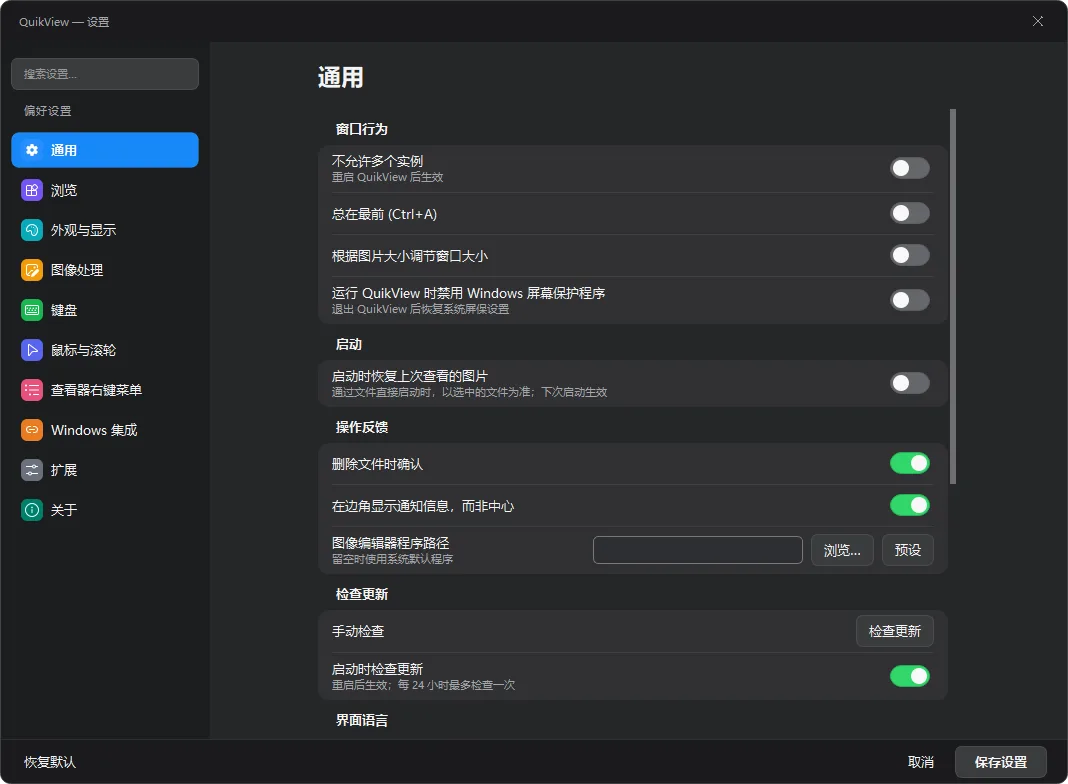 QuikView — 设置
搜索设置...
偏好设置
通用
浏览
外观与显示
图像处理
键盘
鼠标与滚轮
查看器右键菜单
Windows 集成
扩展
关于
通用
窗口行为
不允许多个实例
重启 QuikView 后生效
总在最前 (Ctrl+A)
根据图片大小调节窗口大小
运行 QuikView 时禁用 Windows 屏幕保护程序
退出 QuikView 后恢复系统屏保设置
启动
启动时恢复上次查看的图片
通过文件直接启动时，以选中的文件为准；下次启动生效
操作反馈
删除文件时确认
在边角显示通知信息，而非中心
图像编辑器程序路径
留空时使用系统默认程序
浏览... 预设
检查更新
手动检查 检查更新
启动时检查更新
重启后生效；每 24 小时最多检查一次
界面语言
恢复默认 取消 保存设置